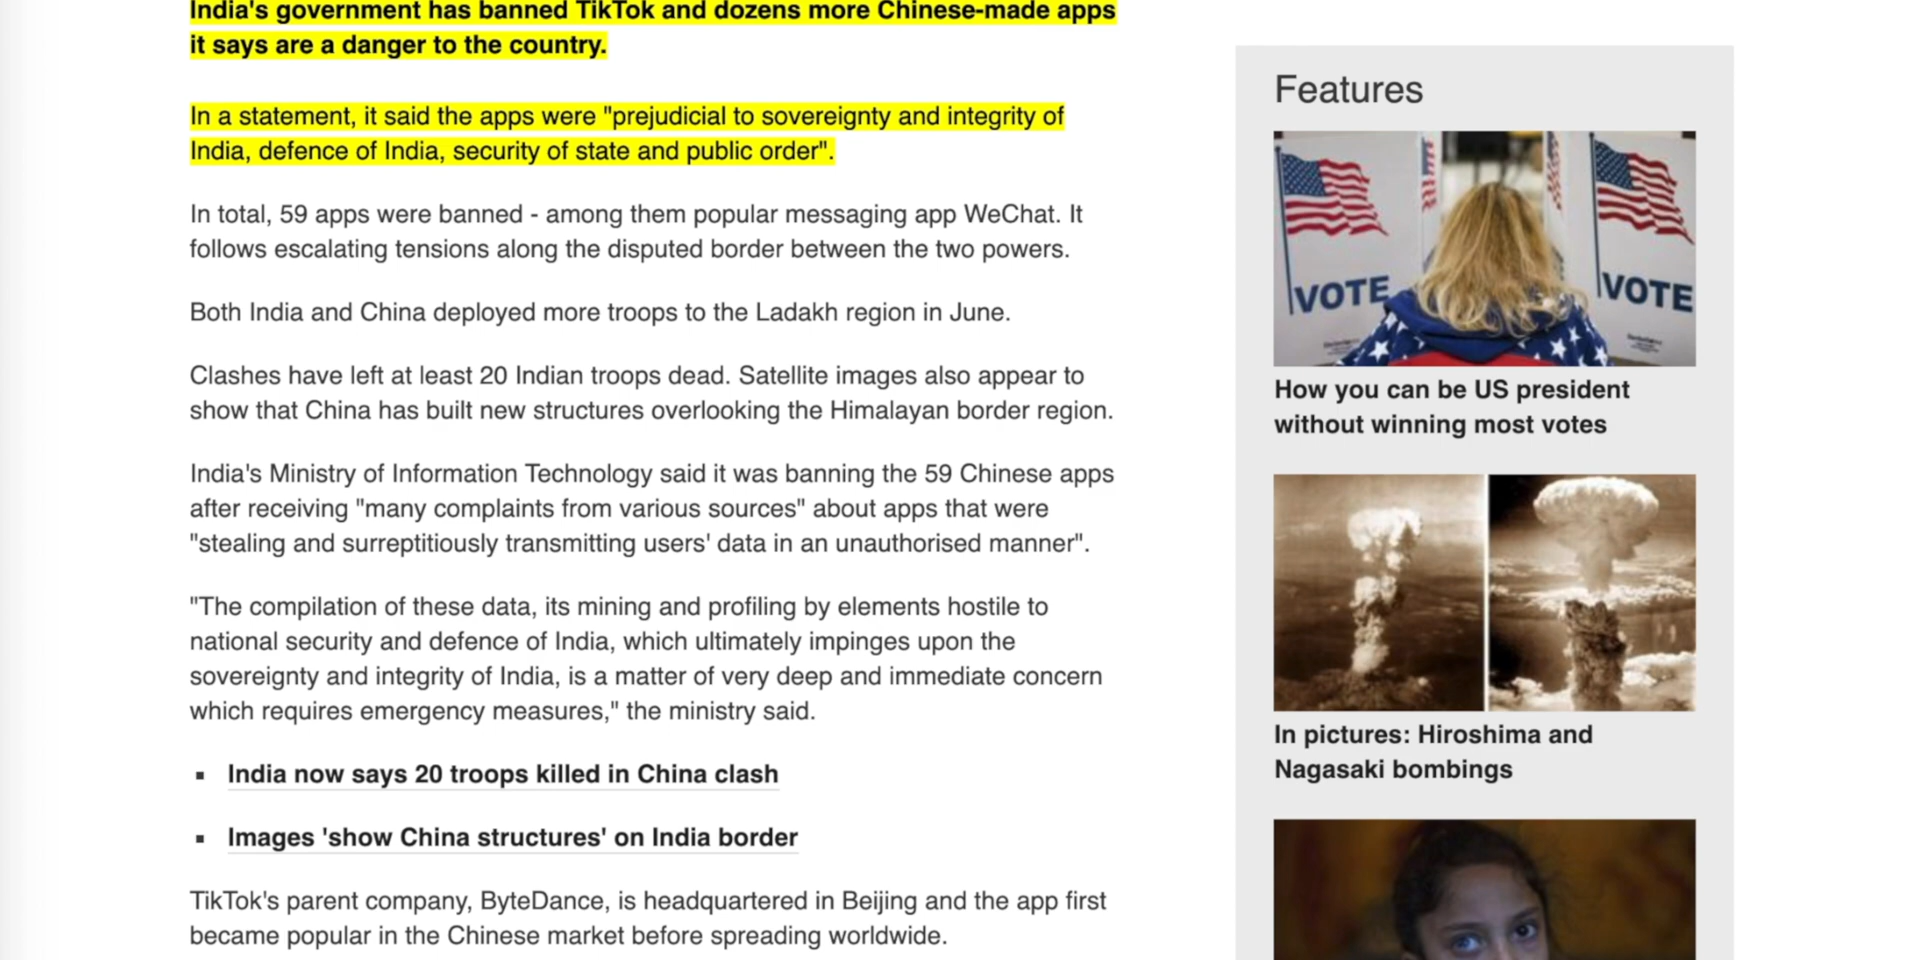 India's government has banned TikTok and dozens more Chinese-made apps
it says are a danger to the country.
In a statement, it said the apps were "prejudicial to sovereignty and integrity of
India, defence of India, security of state and public order".
In total, 59 apps were banned - among them popular messaging app WeChat. It
follows escalating tensions along the disputed border between the two powers.
Both India and China deployed more troops to the Ladakh region in June.
Clashes have left at least 20 Indian troops dead. Satellite images also appear to
show that China has built new structures overlooking the Himalayan border region.
India's Ministry of Information Technology said it was banning the 59 Chinese apps
after receiving "many complaints from various sources" about apps that were
"stealing and surreptitiously transmitting users' data in an unauthorised manner".
"The compilation of these data, its mining and profiling by elements hostile to
national security and defence of India, which ultimately impinges upon the
sovereignty and integrity of India, is a matter of very deep and immediate concern
which requires emergency measures," the ministry said.
▪ India now says 20 troops killed in China clash
▪ Images 'show China structures' on India border
TikTok's parent company, ByteDance, is headquartered in Beijing and the app first
became popular in the Chinese market before spreading worldwide.
Features
VOTE
VOTE
How you can be US president
without winning most votes
In pictures: Hiroshima and
Nagasaki bombings